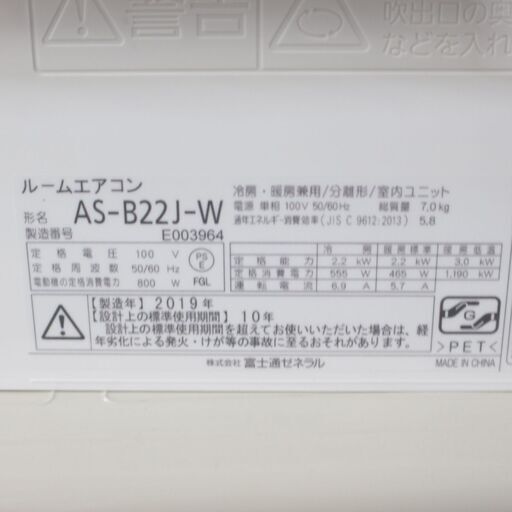 警告
吹出口の奥
などを入れ
ルームエアコン
形名 AS-B22J-W
製造番号 E003964
冷房・暖房兼用/分離形/室内ユニット
電源 単相 100V 50/60Hz 総質量 7.0kg
通年エネルギー消費効率(JIS C 9612:2013) 5.8
定格電圧 100 V
定格周波数 50/60 Hz
電動機の定格消費電力 800 W
PS E
FGL
冷房 暖房標準 暖房低温
定格能力 2.2 kW 2.2 kW 3.0 kW
定格消費電力 555 W 465 W 1,190 kW
運転電流 6.9 A 5.7 A
【製造年】2019年
【設計上の標準使用期間】10年
設計上の標準使用期間を超えてお使いいただいた場合は、経
年劣化による発火・けが等の事故に至るおそれがあります。
G
>PET<
株式会社 富士通ゼネラル
MADE IN CHINA